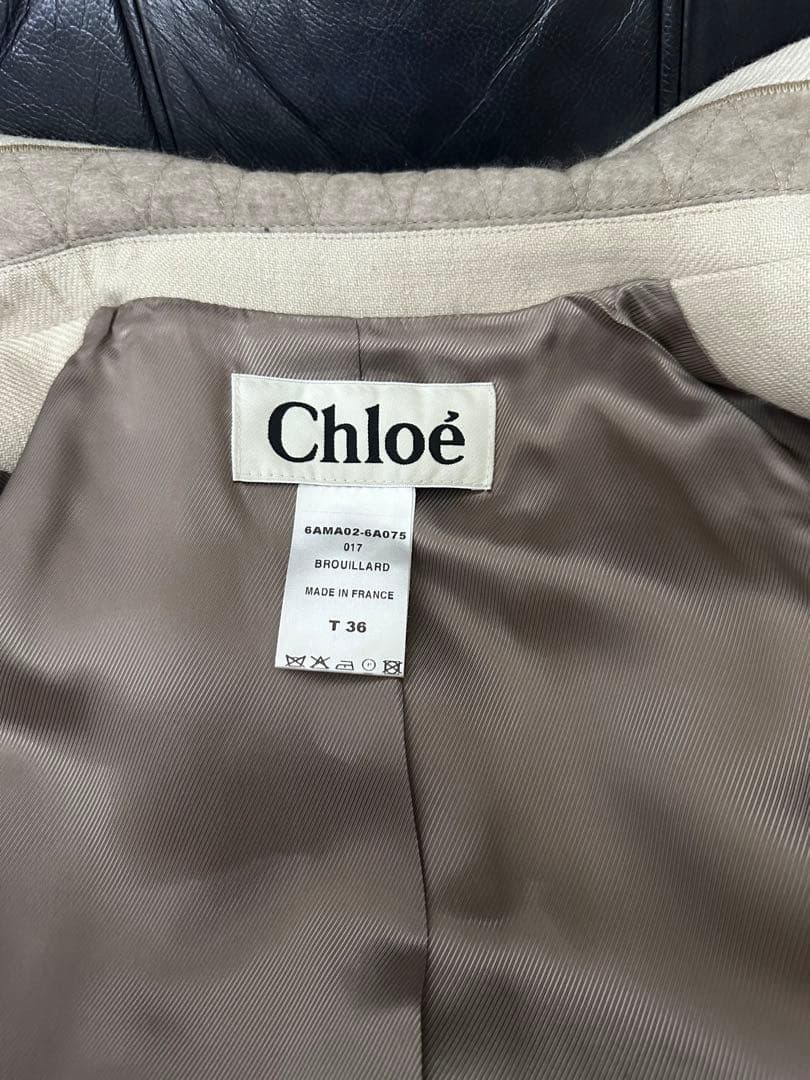 Chloé
6AMA02-6A075
017
BROUILLARD
MADE IN FRANCE
T 36